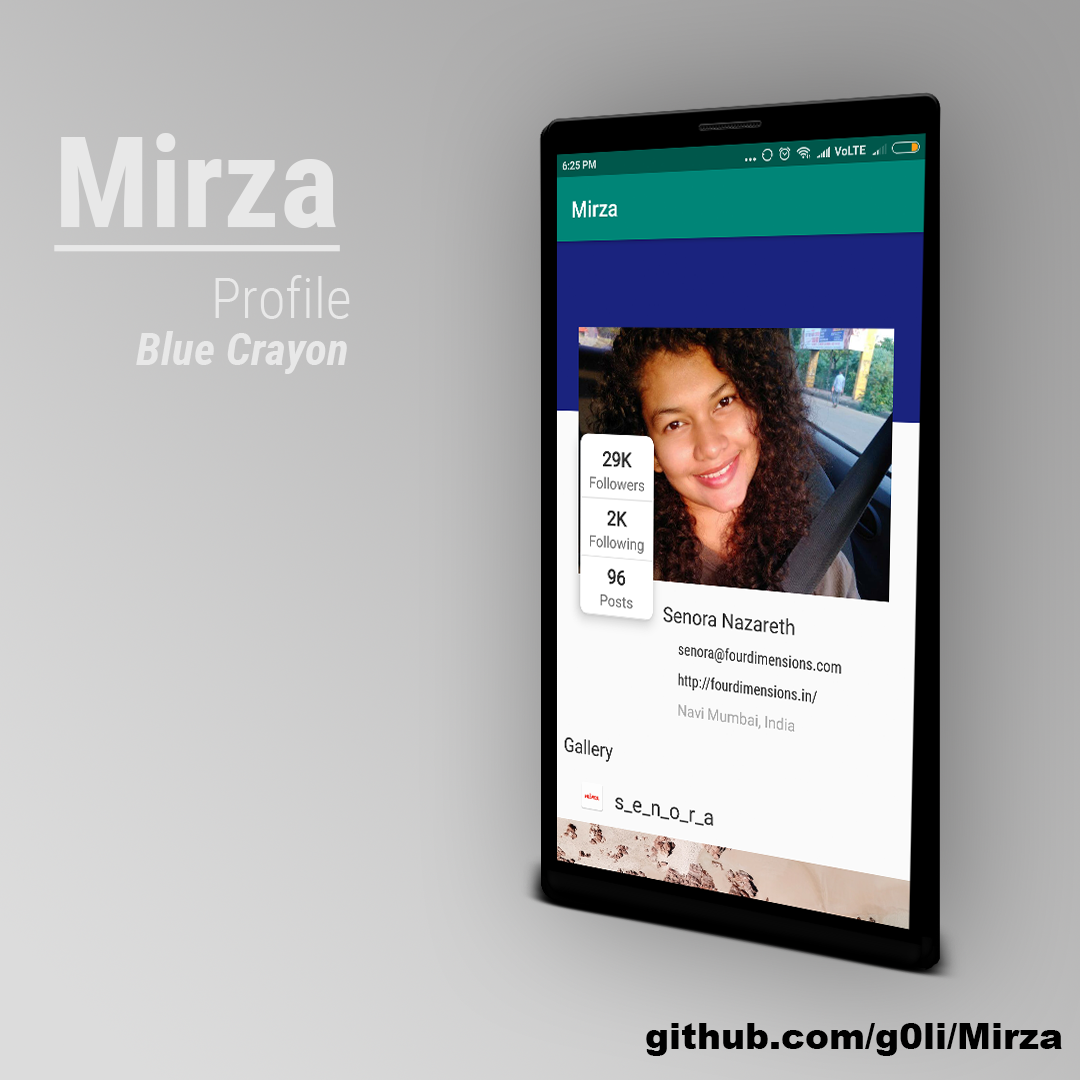 Mirza
Profile
Blue Crayon
6:25 PM
VoLTE
Mirza
29K
Followers
2K
Following
96
Posts
Senora Nazareth
senora@fourdimensions.com
http://fourdimensions.in/
Navi Mumbai, India
Gallery
s_e_n_o_r_a
github.com/g0li/Mirza